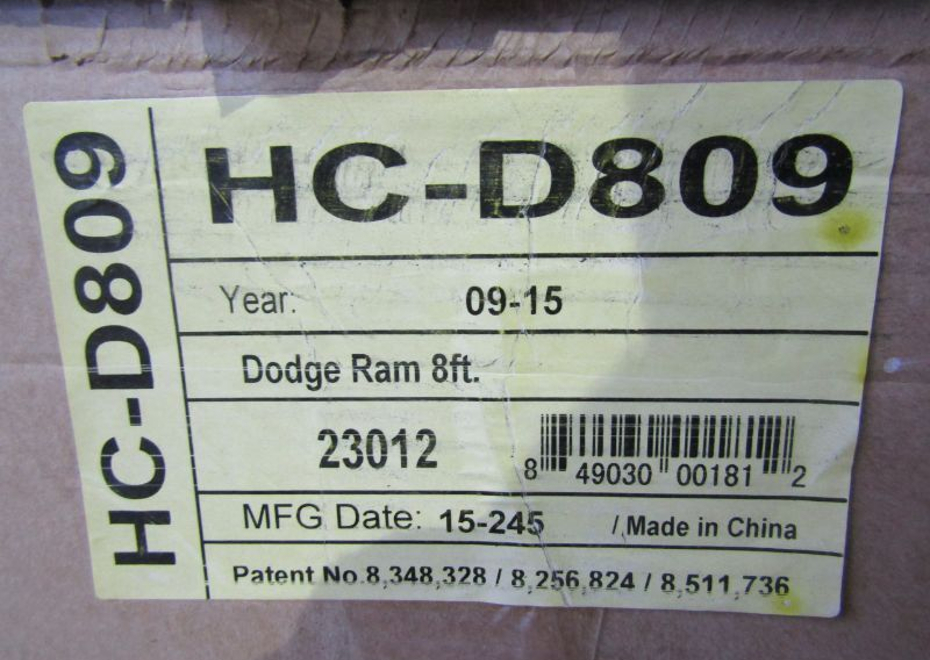 HC-D809
HC-D809
Year: 09-15
Dodge Ram 8ft.
23012
8 49030 00181 2
MFG Date: 15-245 / Made in China
Patent No.8,348,328 / 8,256,824 / 8,511,736